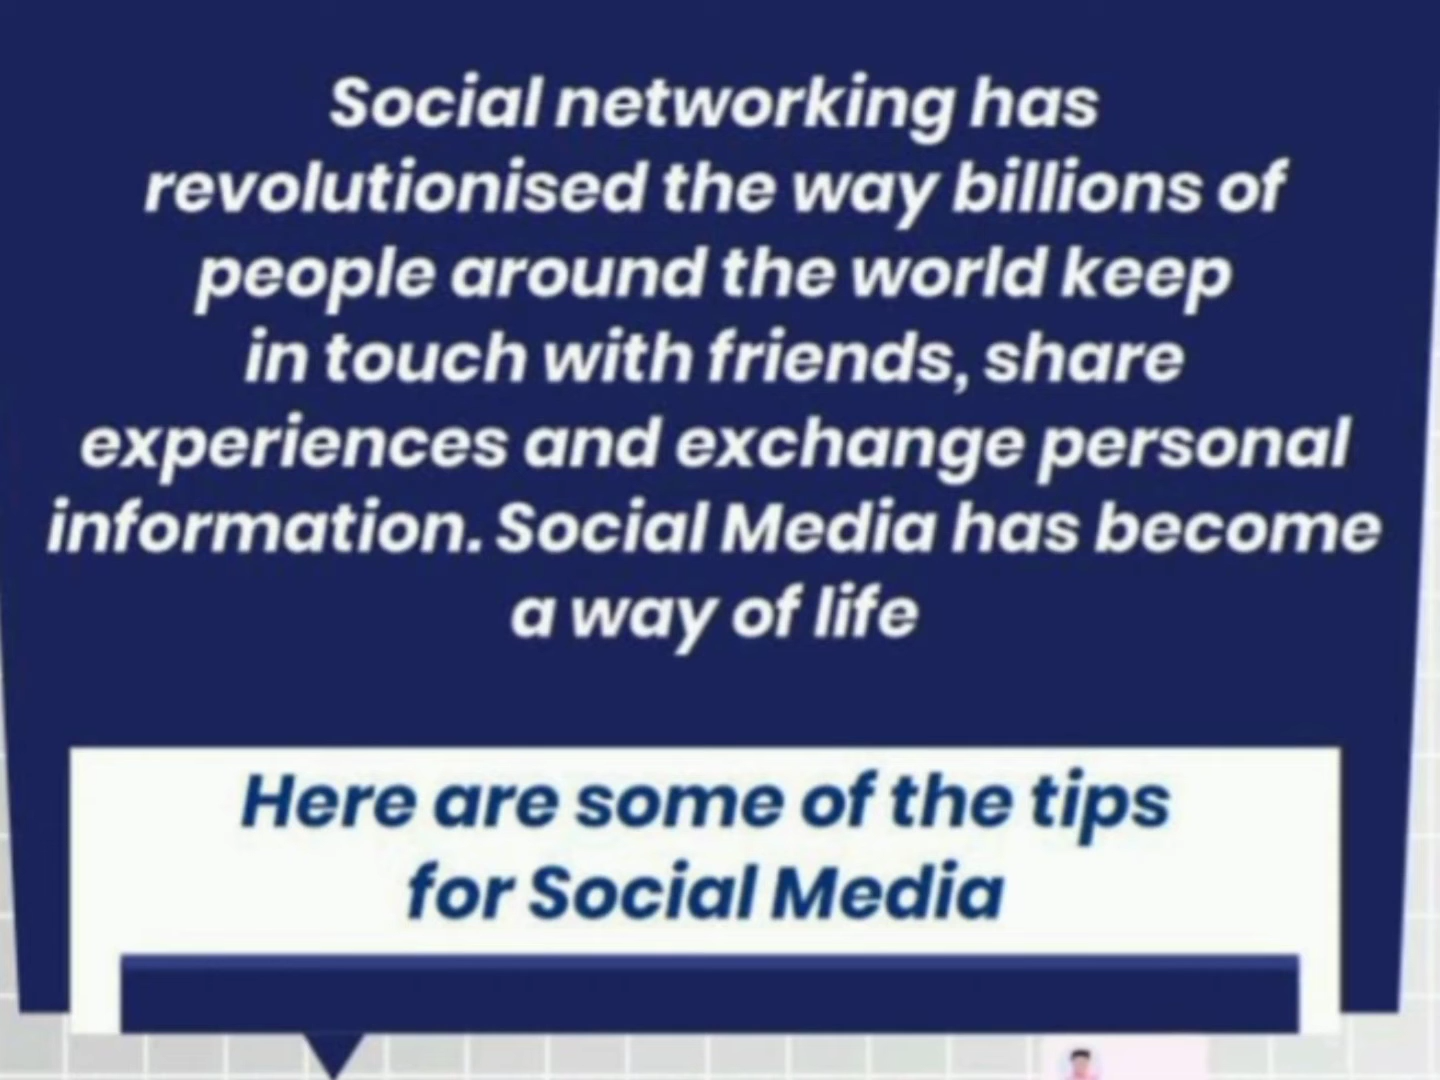 Social networking has
revolutionised the way billions of
people around the world keep
in touch with friends, share
experiences and exchange personal
information. Social Media has become
a way of life
Here are some of the tips
for Social Media